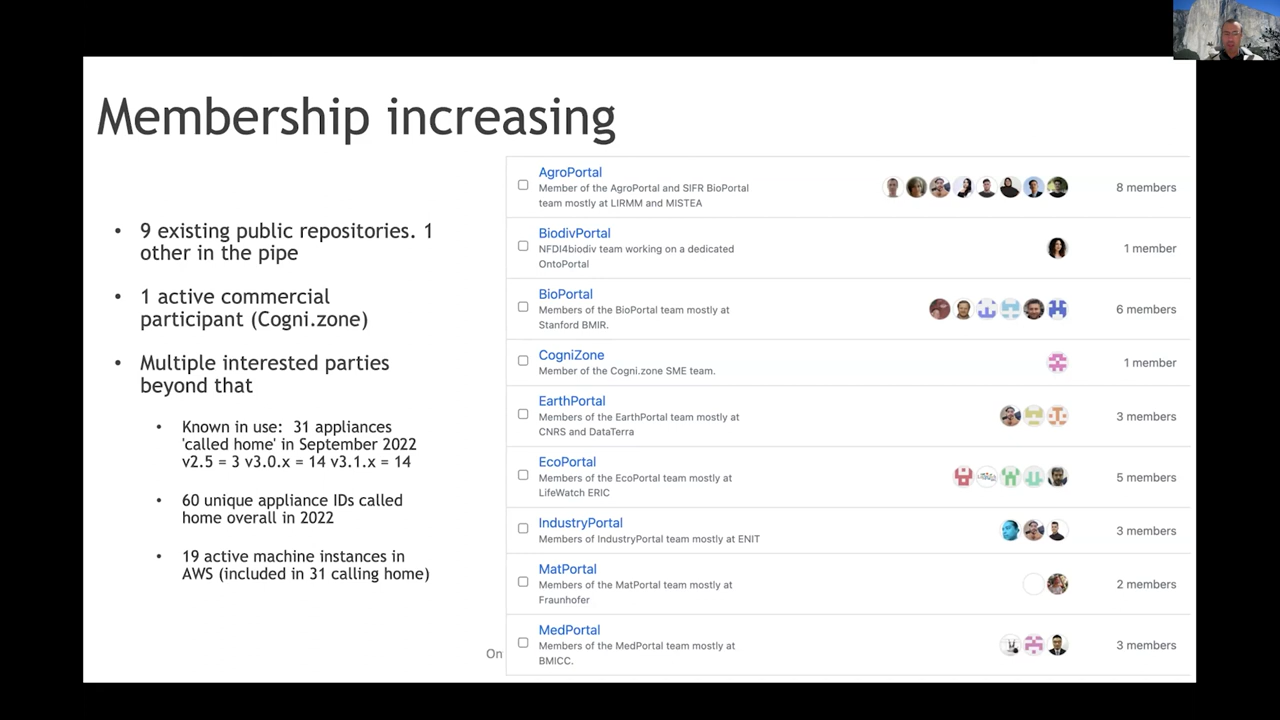 Membership increasing
• 9 existing public repositories. 1
other in the pipe
• 1 active commercial
participant (Cogni.zone)
• Multiple interested parties
beyond that
• Known in use: 31 appliances
'called home' in September 2022
v2.5 = 3 v3.0.x = 14 v3.1.x = 14
• 60 unique appliance IDs called
home overall in 2022
• 19 active machine instances in
AWS (included in 31 calling home)
On
AgroPortal
Member of the AgroPortal and SIFR BioPortal
team mostly at LIRMM and MISTEA
8 members
BiodivPortal
NFDI4biodiv team working on a dedicated
OntoPortal
1 member
BioPortal
Members of the BioPortal team mostly at
Stanford BMIR.
6 members
CogniZone
Member of the Cogni.zone SME team.
1 member
EarthPortal
Members of the EarthPortal team mostly at
CNRS and DataTerra
3 members
EcoPortal
Members of the EcoPortal team mostly at
LifeWatch ERIC
5 members
IndustryPortal
Members of IndustryPortal team mostly at ENIT
3 members
MatPortal
Members of the MatPortal team mostly at
Fraunhofer
2 members
MedPortal
Members of the MedPortal team mostly at
BMICC.
3 members